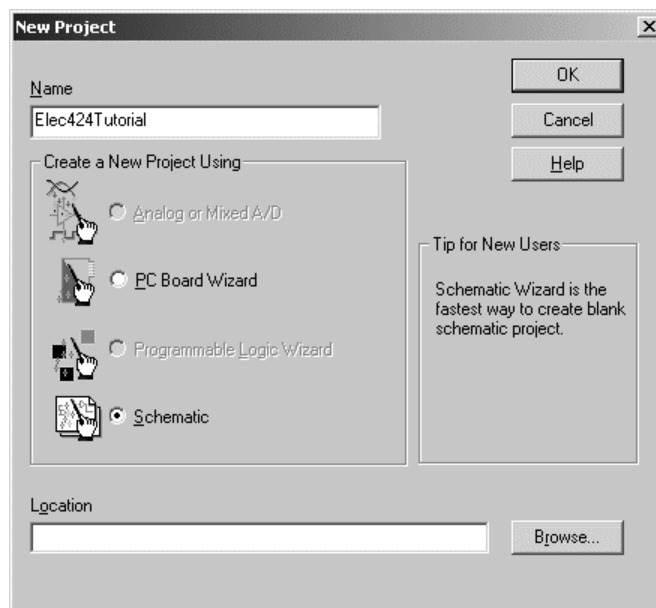 New Project
Name
Elec424Tutorial
OK
Cancel
Help
Create a New Project Using
Analog or Mixed A/D
PC Board Wizard
Programmable Logic Wizard
Schematic
Tip for New Users
Schematic Wizard is the
fastest way to create blank
schematic project.
Location
Browse...